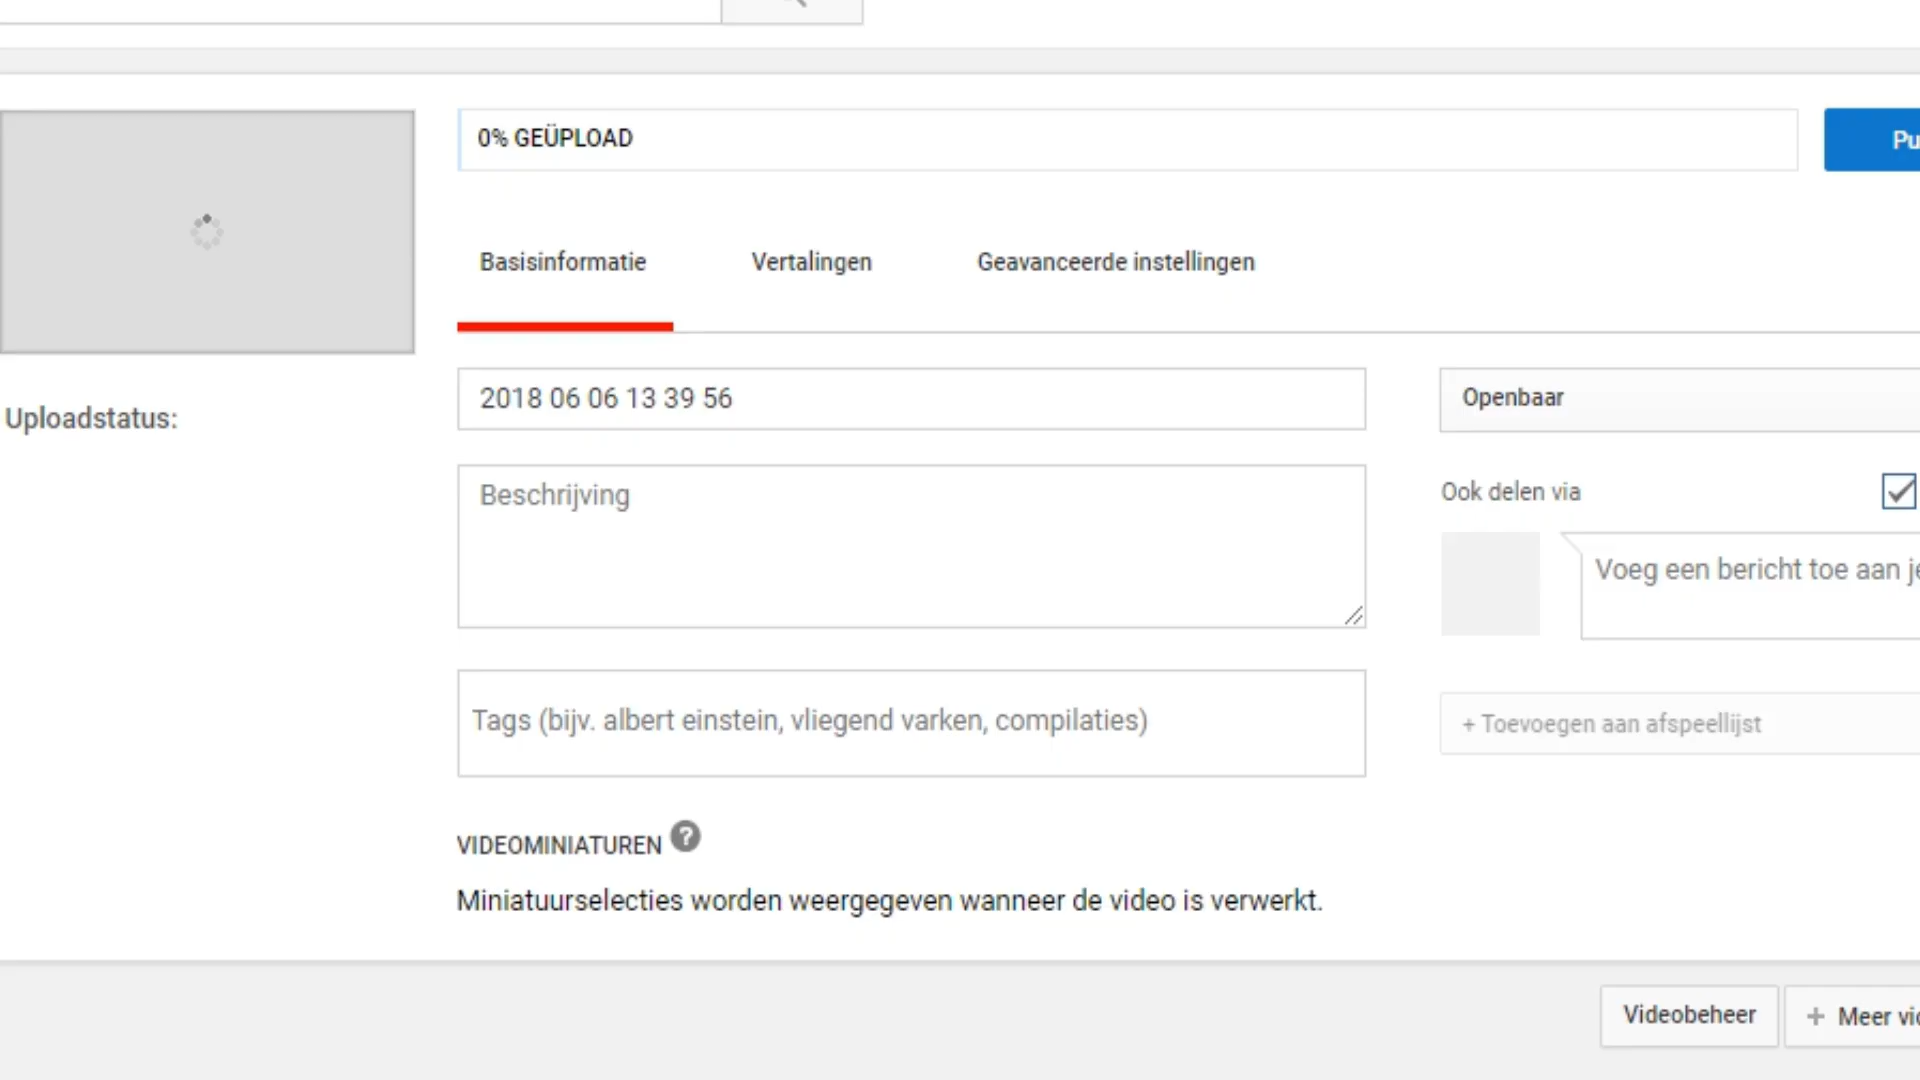 0% GEÜPLOAD
Pu
Basisinformatie
Vertalingen
Geavanceerde instellingen
Uploadstatus:
2018 06 06 13 39 56
Openbaar
Beschrijving
Ook delen via
Voeg een bericht toe aan je
Tags (bijv. albert einstein, vliegend varken, compilaties)
+ Toevoegen aan afspeellijst
VIDEOMINIATUREN ?
Miniatuurselecties worden weergegeven wanneer de video is verwerkt.
Videobeheer
+ Meer vid